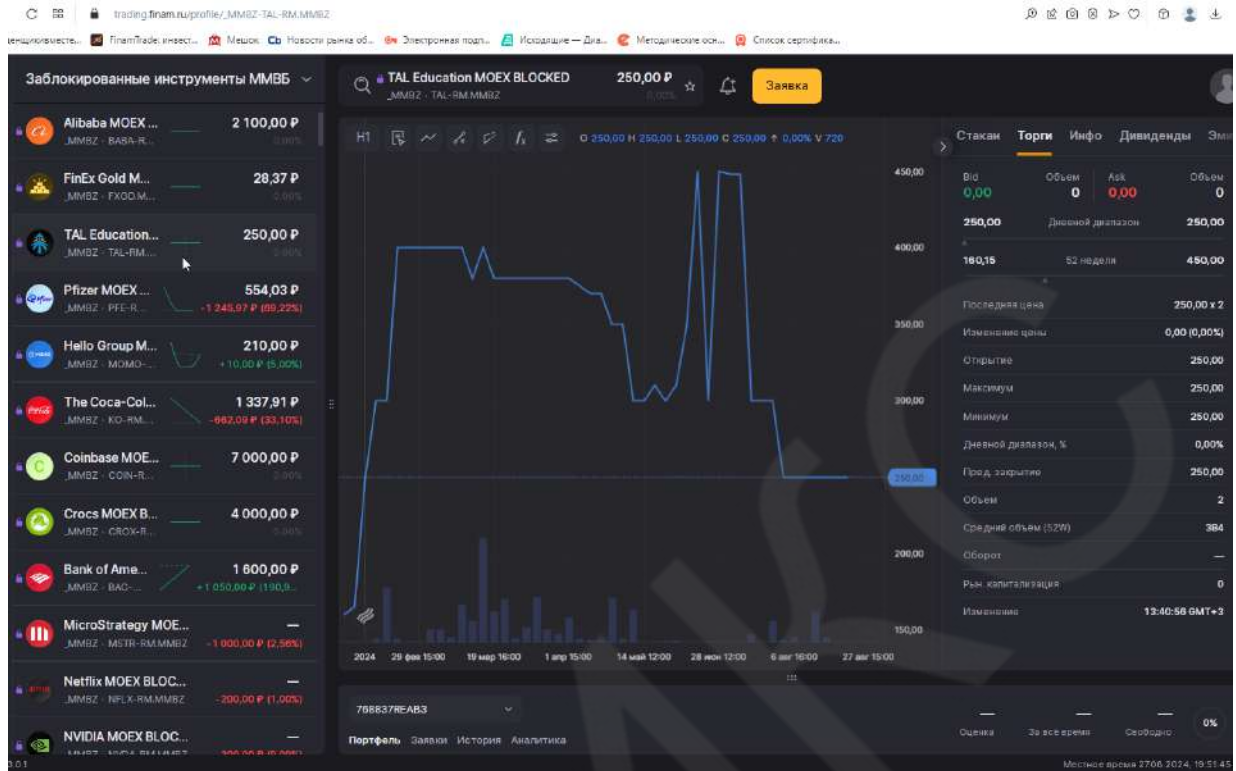 trading.finam.ru/profile/_MMBZ-TAL-RM.MMBZ
FinamTrade: инвест... Мешок Новости рынка об... Электронная подп... Исходящие — Диа... Методические осн... Список сертифика...
Заблокированные инструменты ММВБ
TAL Education MOEX BLOCKED 250,00 ₽
_MMBZ · TAL-RM.MMBZ 0,00%
Заявка
Alibaba MOEX ... 2 100,00 ₽
_MMBZ · BABA-R... 0,00%
FinEx Gold M... 28,37 ₽
_MMBZ · FXGD.M... 0,00%
TAL Education... 250,00 ₽
_MMBZ · TAL-RM.... 0,00%
Pfizer MOEX ... 554,03 ₽
_MMBZ · PFE-R... -1 245,97 ₽ (69,22%)
Hello Group M... 210,00 ₽
_MMBZ · MOMO-... +10,00 ₽ (5,00%)
The Coca-Col... 1 337,91 ₽
_MMBZ · KO-RM.... -662,09 ₽ (33,10%)
Coinbase MOE... 7 000,00 ₽
_MMBZ · COIN-R... 0,00%
Crocs MOEX B... 4 000,00 ₽
_MMBZ · CROX-R... 0,00%
Bank of Ame... 1 600,00 ₽
_MMBZ · BAC-... +1 050,00 ₽ (190,9...
MicroStrategy MOE... —
_MMBZ · MSTR-RM.MMBZ -1 000,00 ₽ (2,56%)
Netflix MOEX BLOC... —
_MMBZ · NFLX-RM.MMBZ -200,00 ₽ (1,00%)
NVIDIA MOEX BLOC... —
H1 O 250,00 H 250,00 L 250,00 C 250,00 0,00% V 720
450,00
400,00
350,00
300,00
250,00
200,00
150,00
2024 29 фев 15:00 19 мар 16:00 1 апр 15:00 14 май 12:00 28 июн 12:00 6 авг 16:00 27 авг 15:00
Стакан Торги Инфо Дивиденды Эми
Bid Объем Ask Объем
0,00 0 0,00 0
250,00 Дневной диапазон 250,00
160,15 52 недели 450,00
Последняя цена 250,00 x 2
Изменение цены 0,00 (0,00%)
Открытие 250,00
Максимум 250,00
Минимум 250,00
Дневной диапазон, % 0,00%
Пред. закрытие 250,00
Объем 2
Средний объем (52W) 384
Оборот —
Рын. капитализация 0
Изменение 13:40:56 GMT+3
768837REAB3
Портфель Заявки История Аналитика
— — — 0%
Оценка За все время Свободно
Местное время 27.08.2024, 19:51:45